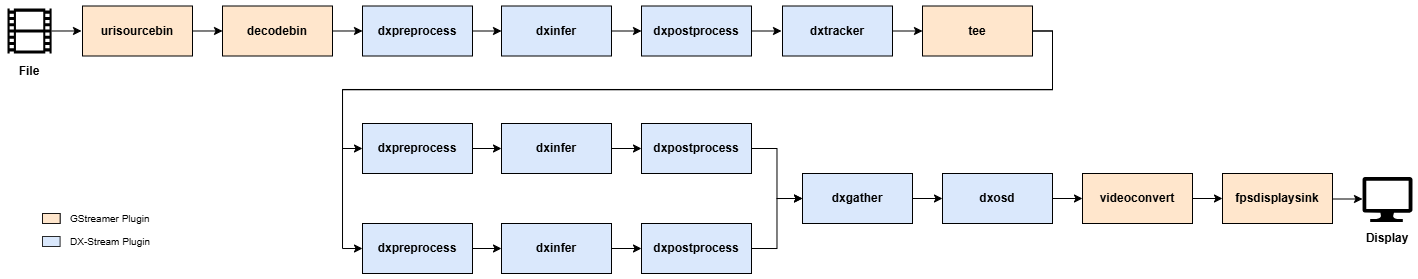 urisourcebin
decodebin
dxpreprocess
dxinfer
dxpostprocess
dxtracker
tee
File
dxpreprocess
dxinfer
dxpostprocess
dxgather
dxosd
videoconvert
fpsdisplaysink
Display
dxpreprocess
dxinfer
dxpostprocess
GStreamer Plugin
DX-Stream Plugin